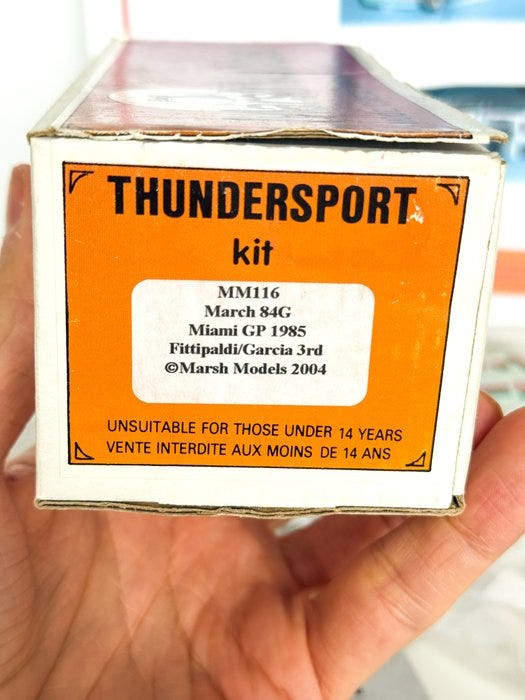 THUNDERSPORT
kit
MM116
March 84G
Miami GP 1985
Fittipaldi/Garcia 3rd
©Marsh Models 2004
UNSUITABLE FOR THOSE UNDER 14 YEARS
VENTE INTERDITE AUX MOINS DE 14 ANS